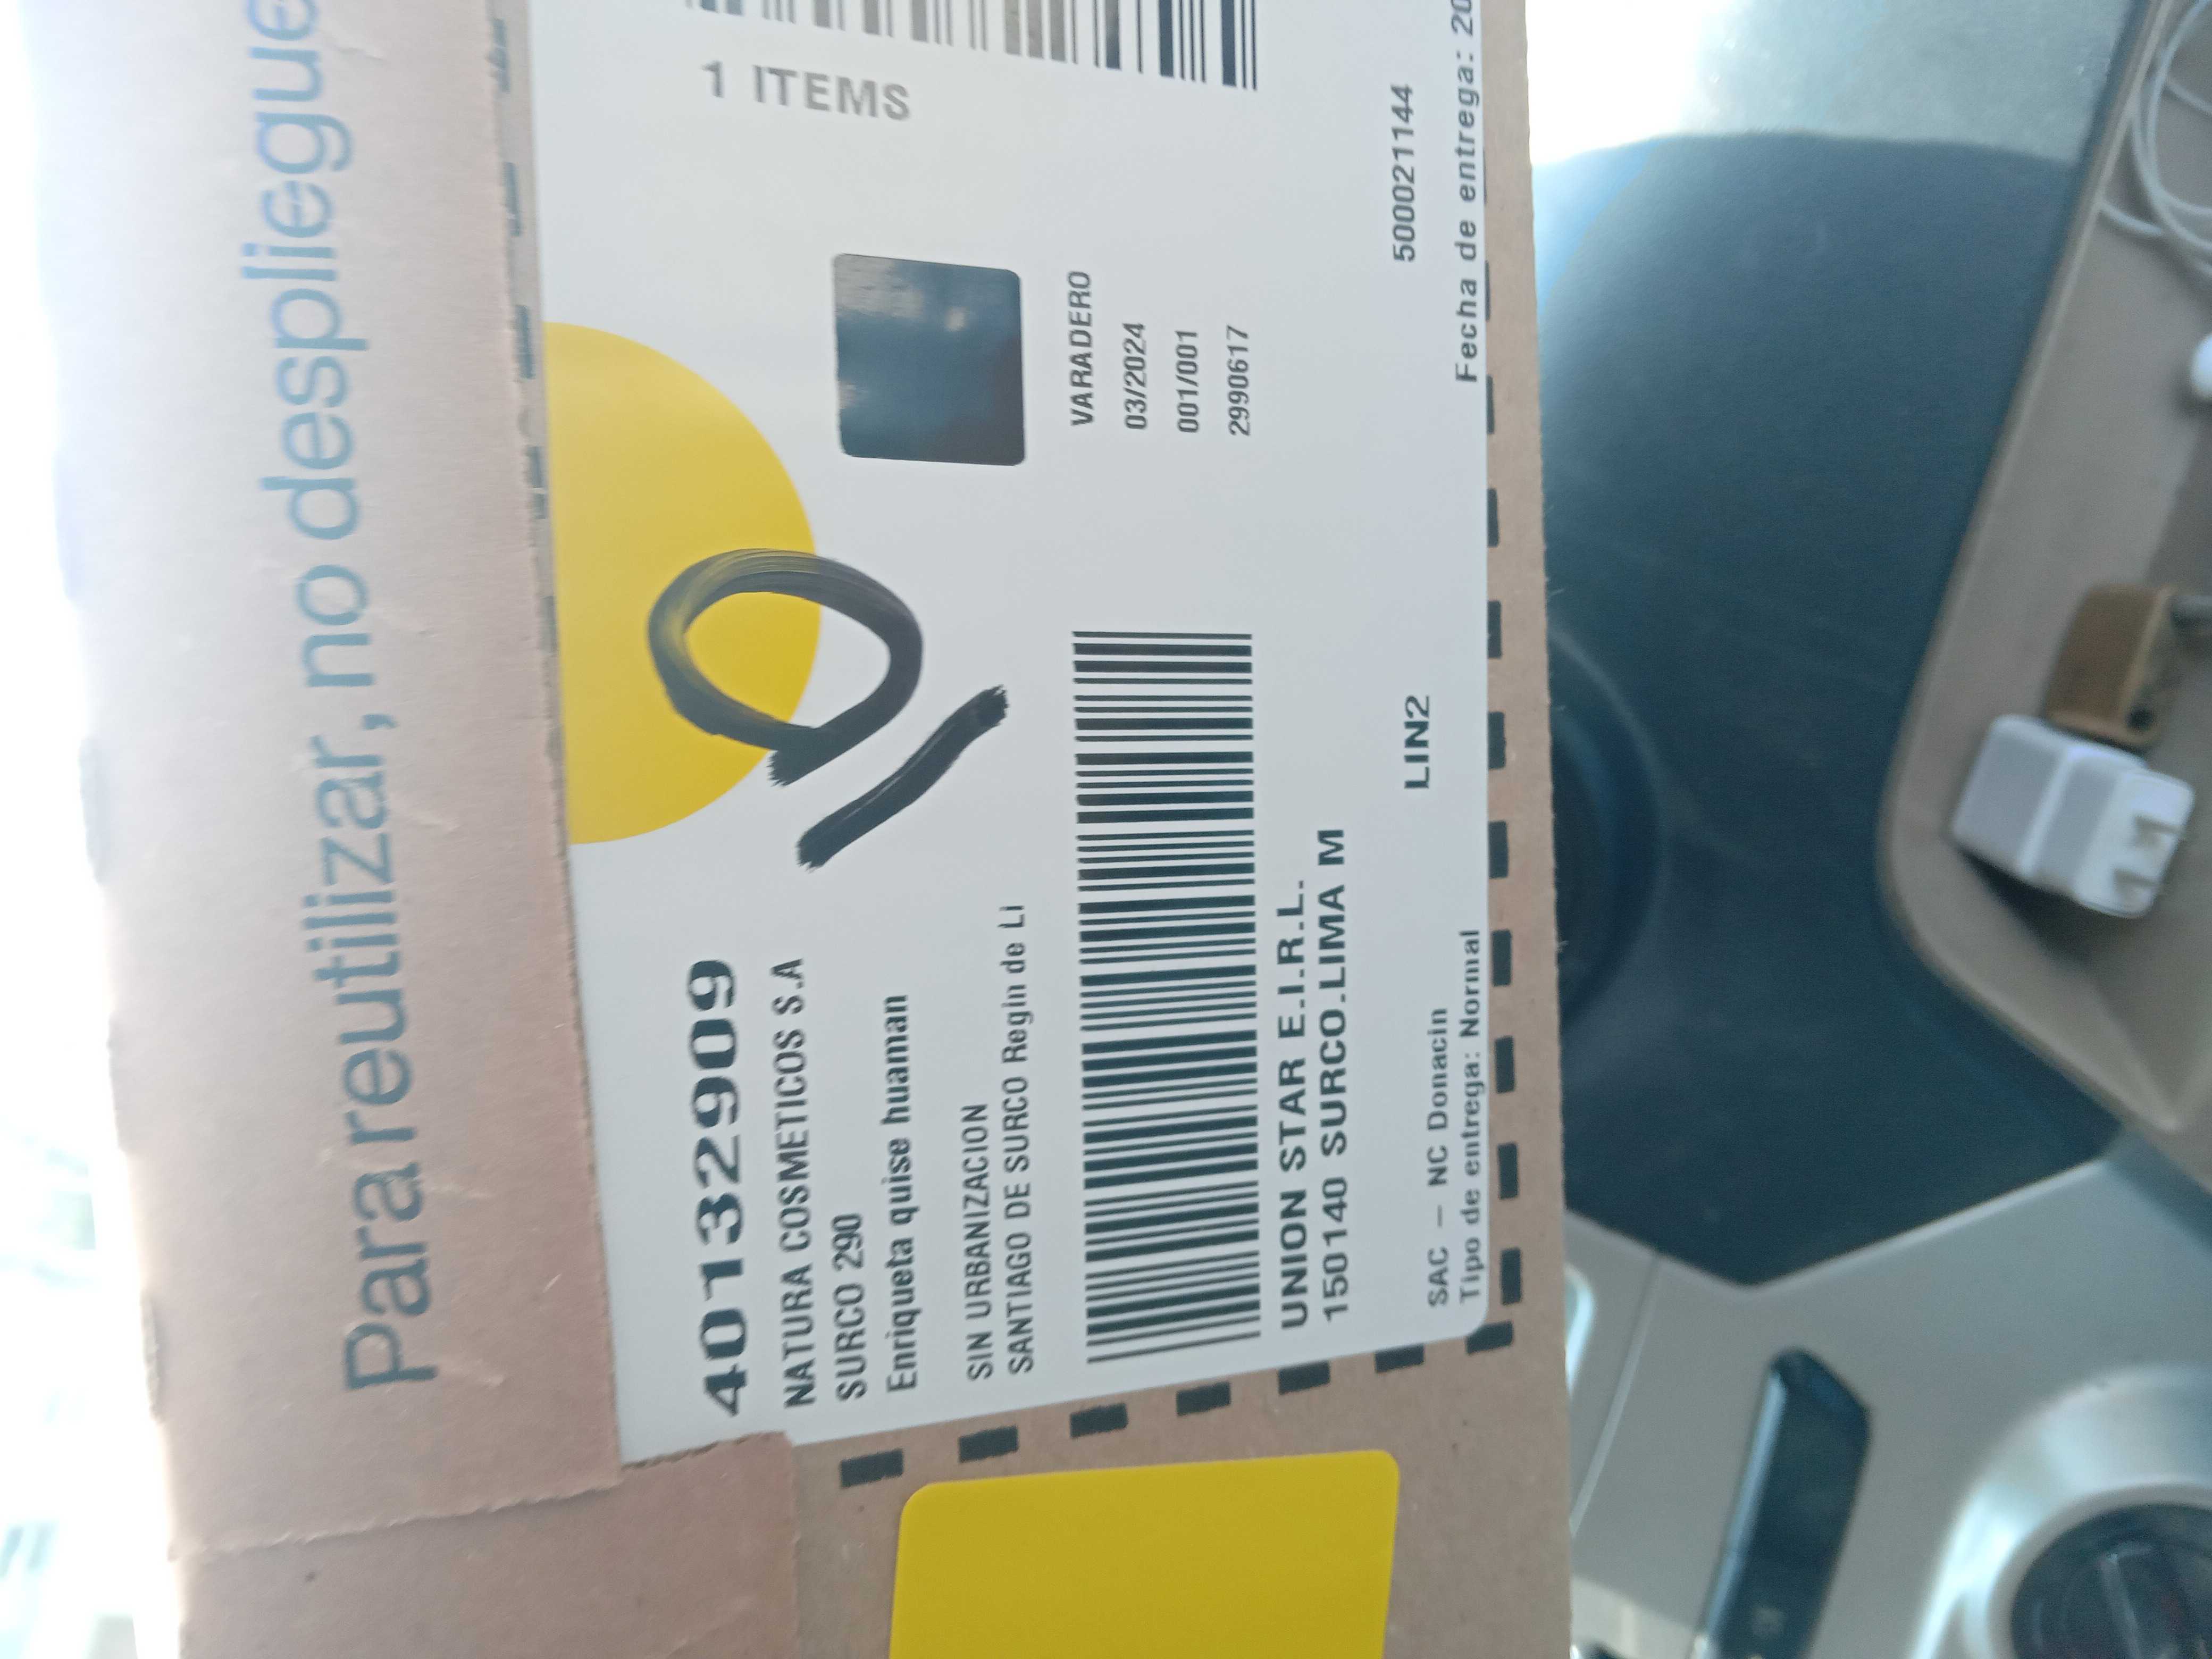 Para reutilizar, no despliegue
40132909
NATURA COSMETICOS S.A
SURCO 290
Enriqueta quise huaman
SIN URBANIZACION
SANTIAGO DE SURCO Regin de LI
UNION STAR E.I.R.L.
150140 SURCO.LIMA M
LIN2
SAC - NC Donacin
Tipo de entrega: Normal
1 ITEMS
VARADERO
03/2024
001/001
2990617
500021144
Fecha de entrega: 20